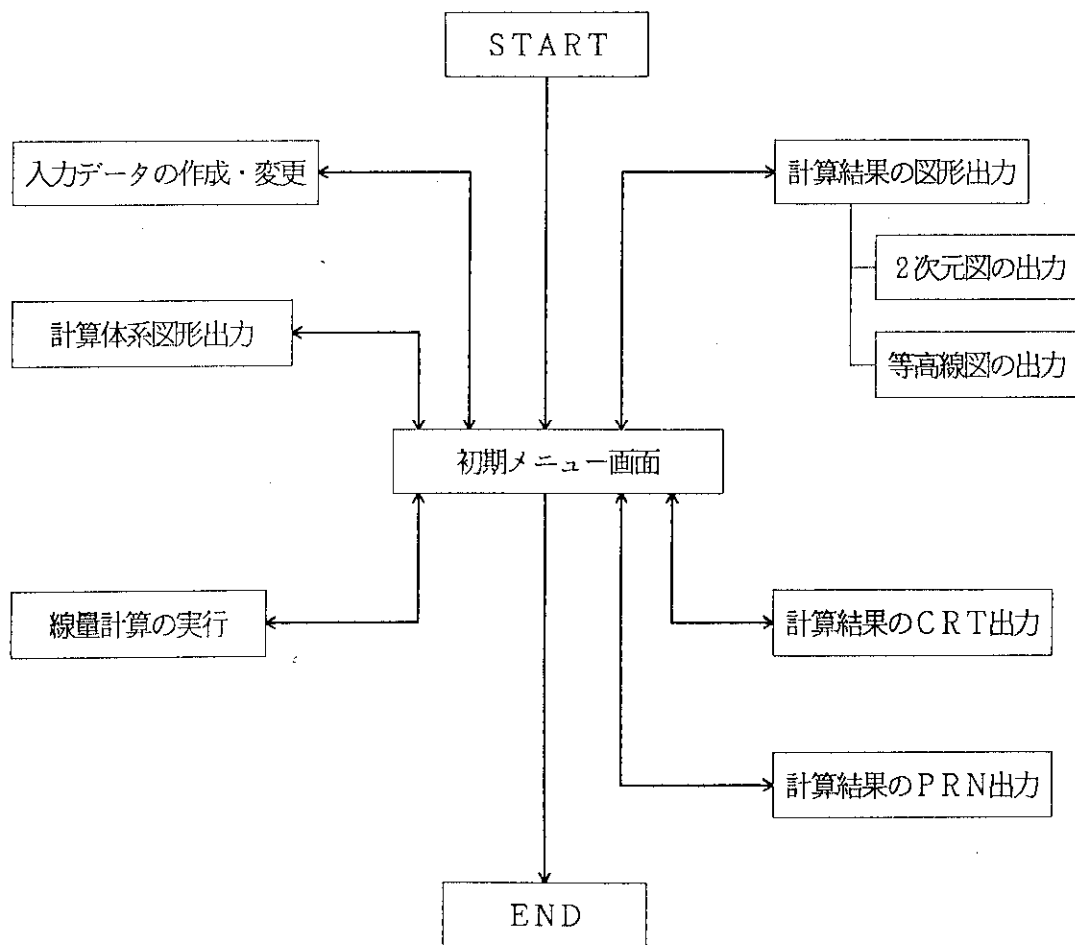 ＳＴＡＲＴ
入力データの作成・変更
計算結果の図形出力
２次元図の出力
計算体系図形出力
等高線図の出力
初期メニュー画面
線量計算の実行
計算結果のＣＲＴ出力
計算結果のＰＲＮ出力
ＥＮＤ